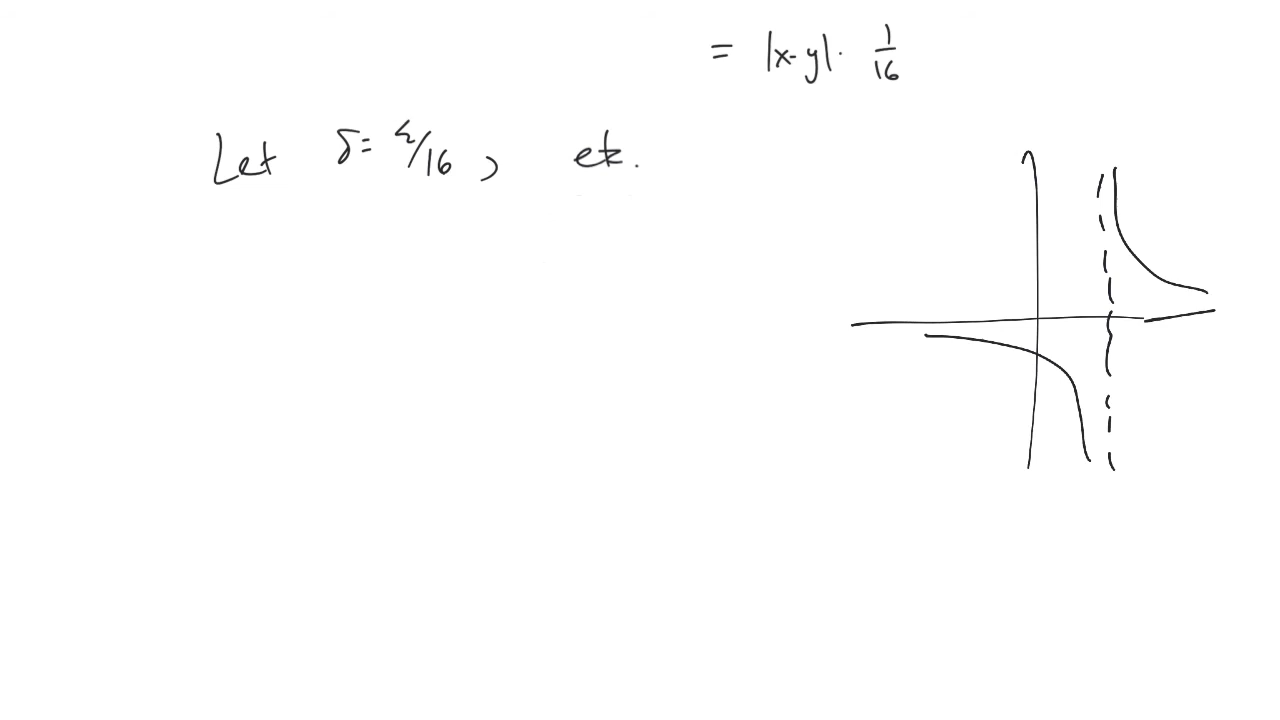 = |x-y| · 1/16
Let δ = ε/16, etc.